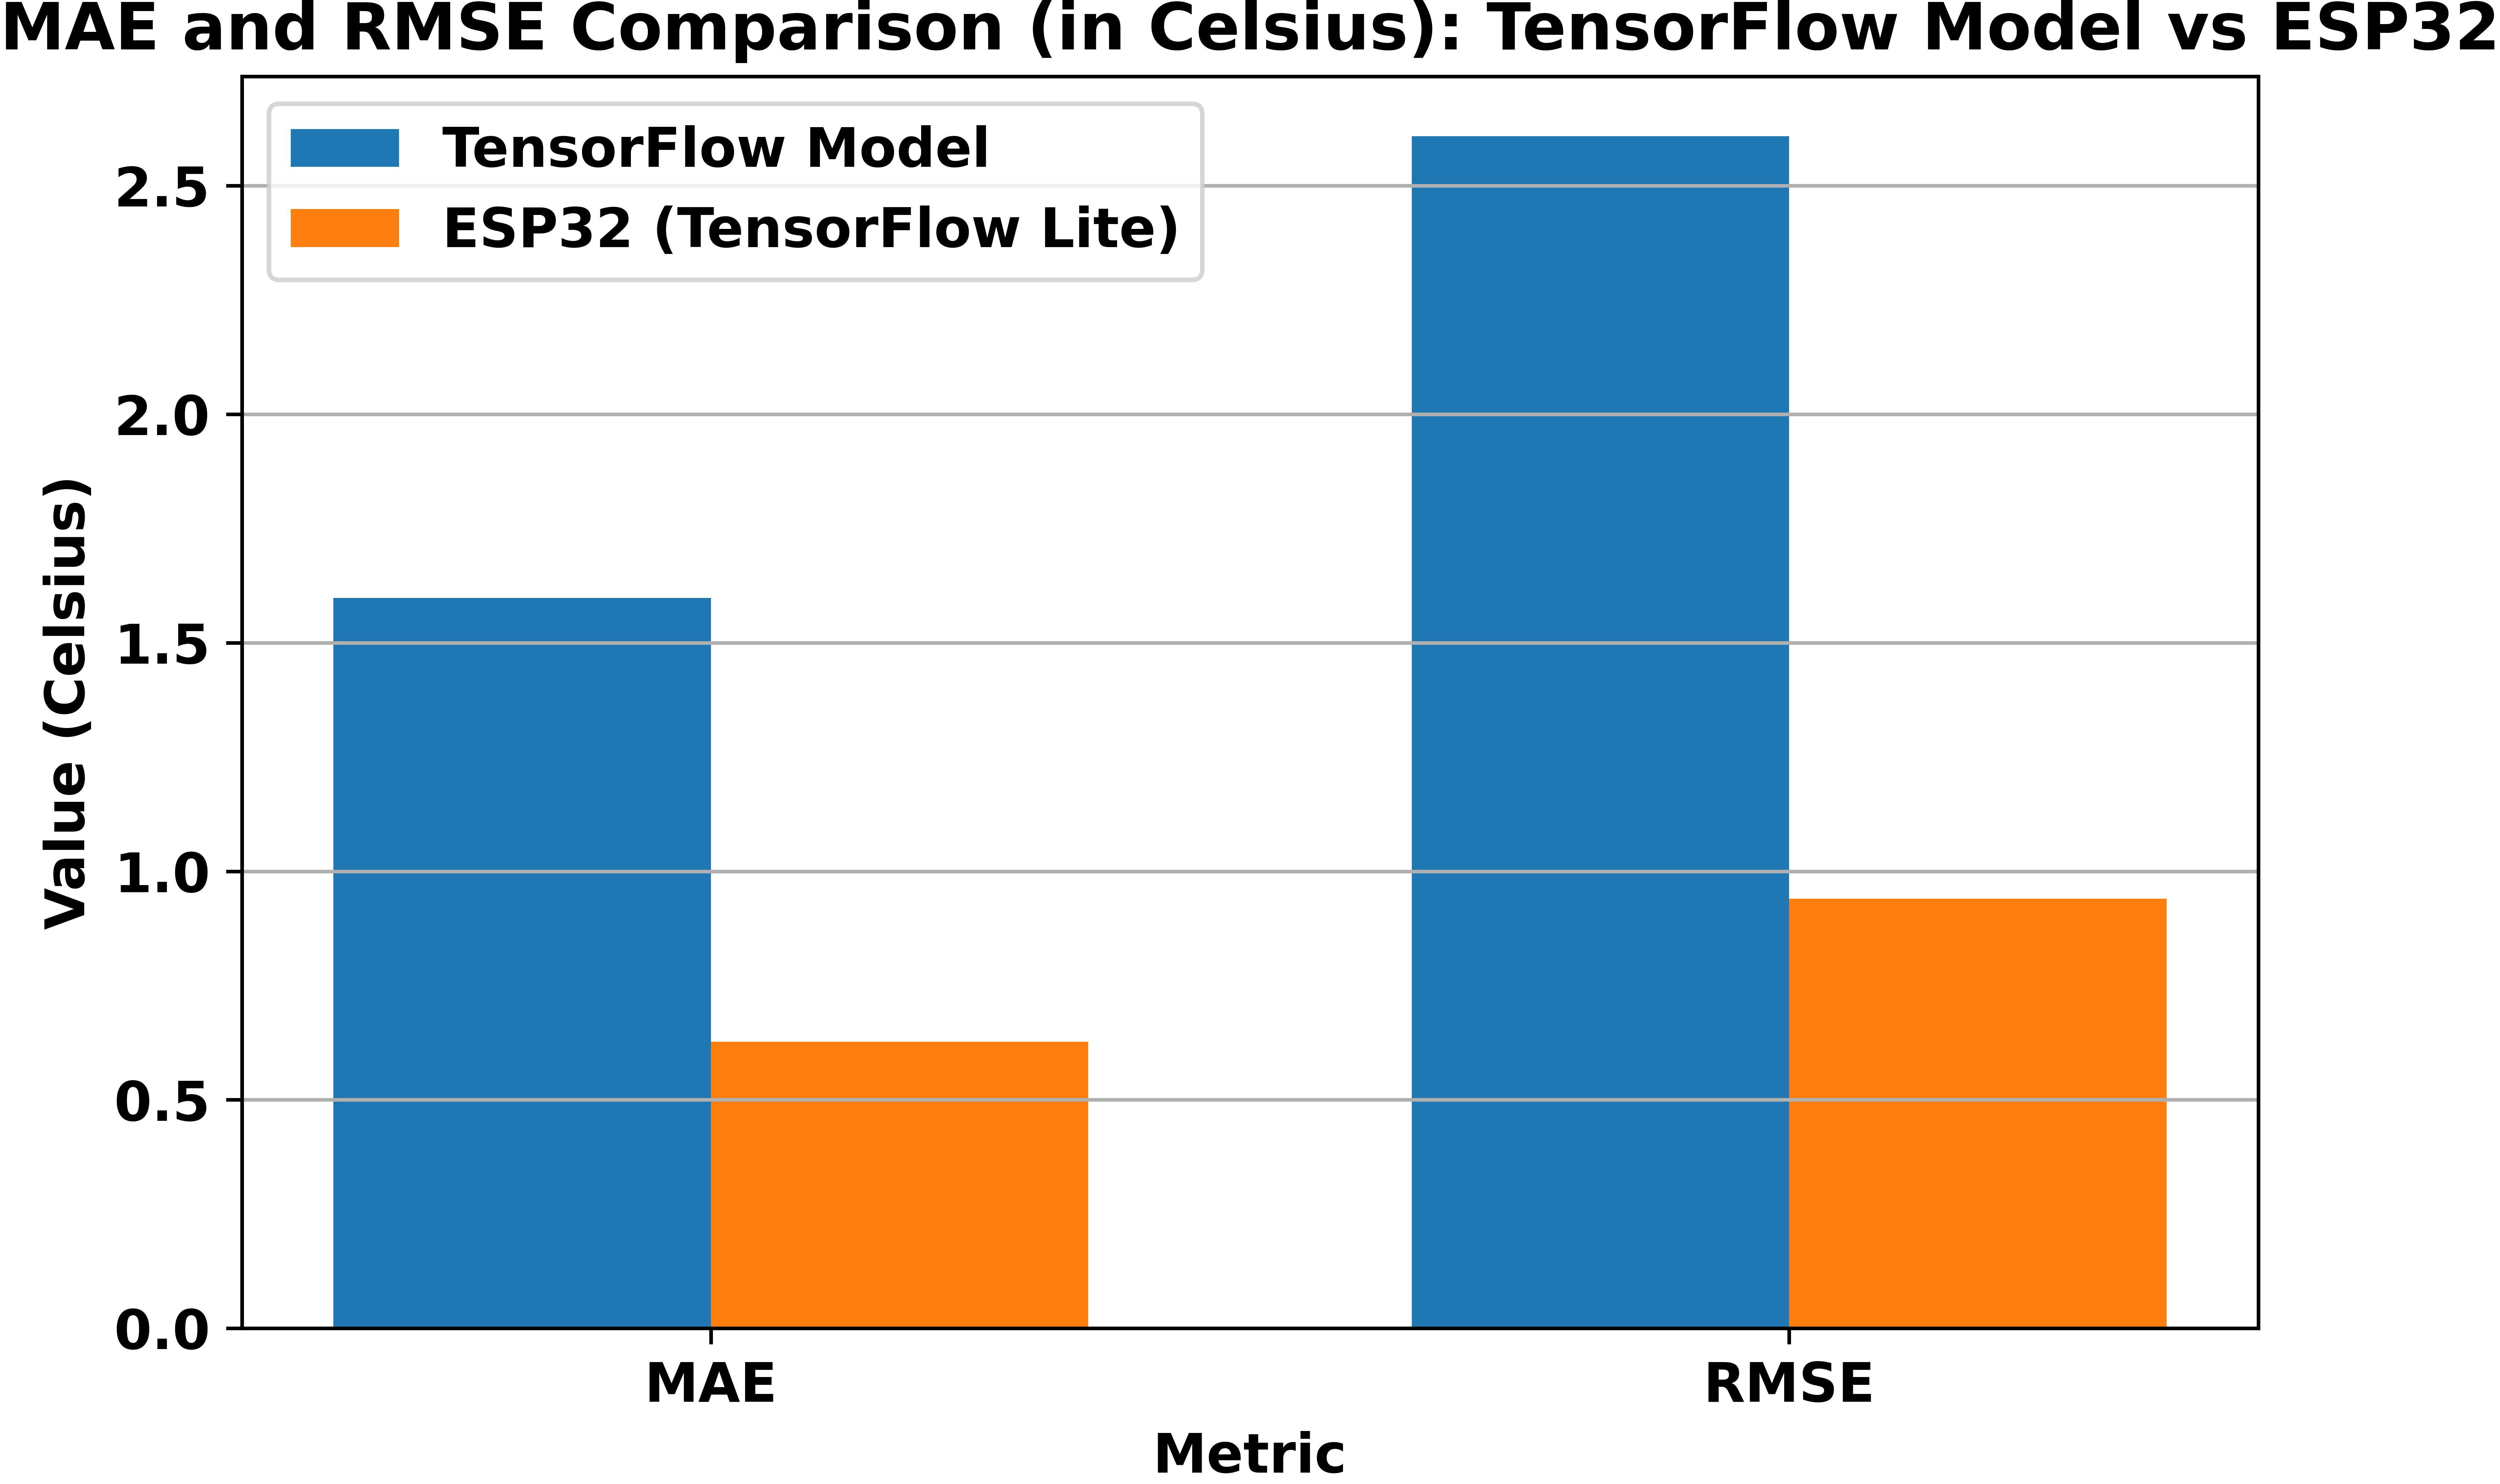 MAE and RMSE Comparison (in Celsius): TensorFlow Model vs ESP32
TensorFlow Model
ESP32 (TensorFlow Lite)
Value (Celsius)
2.5
2.0
1.5
1.0
0.5
0.0
MAE
RMSE
Metric